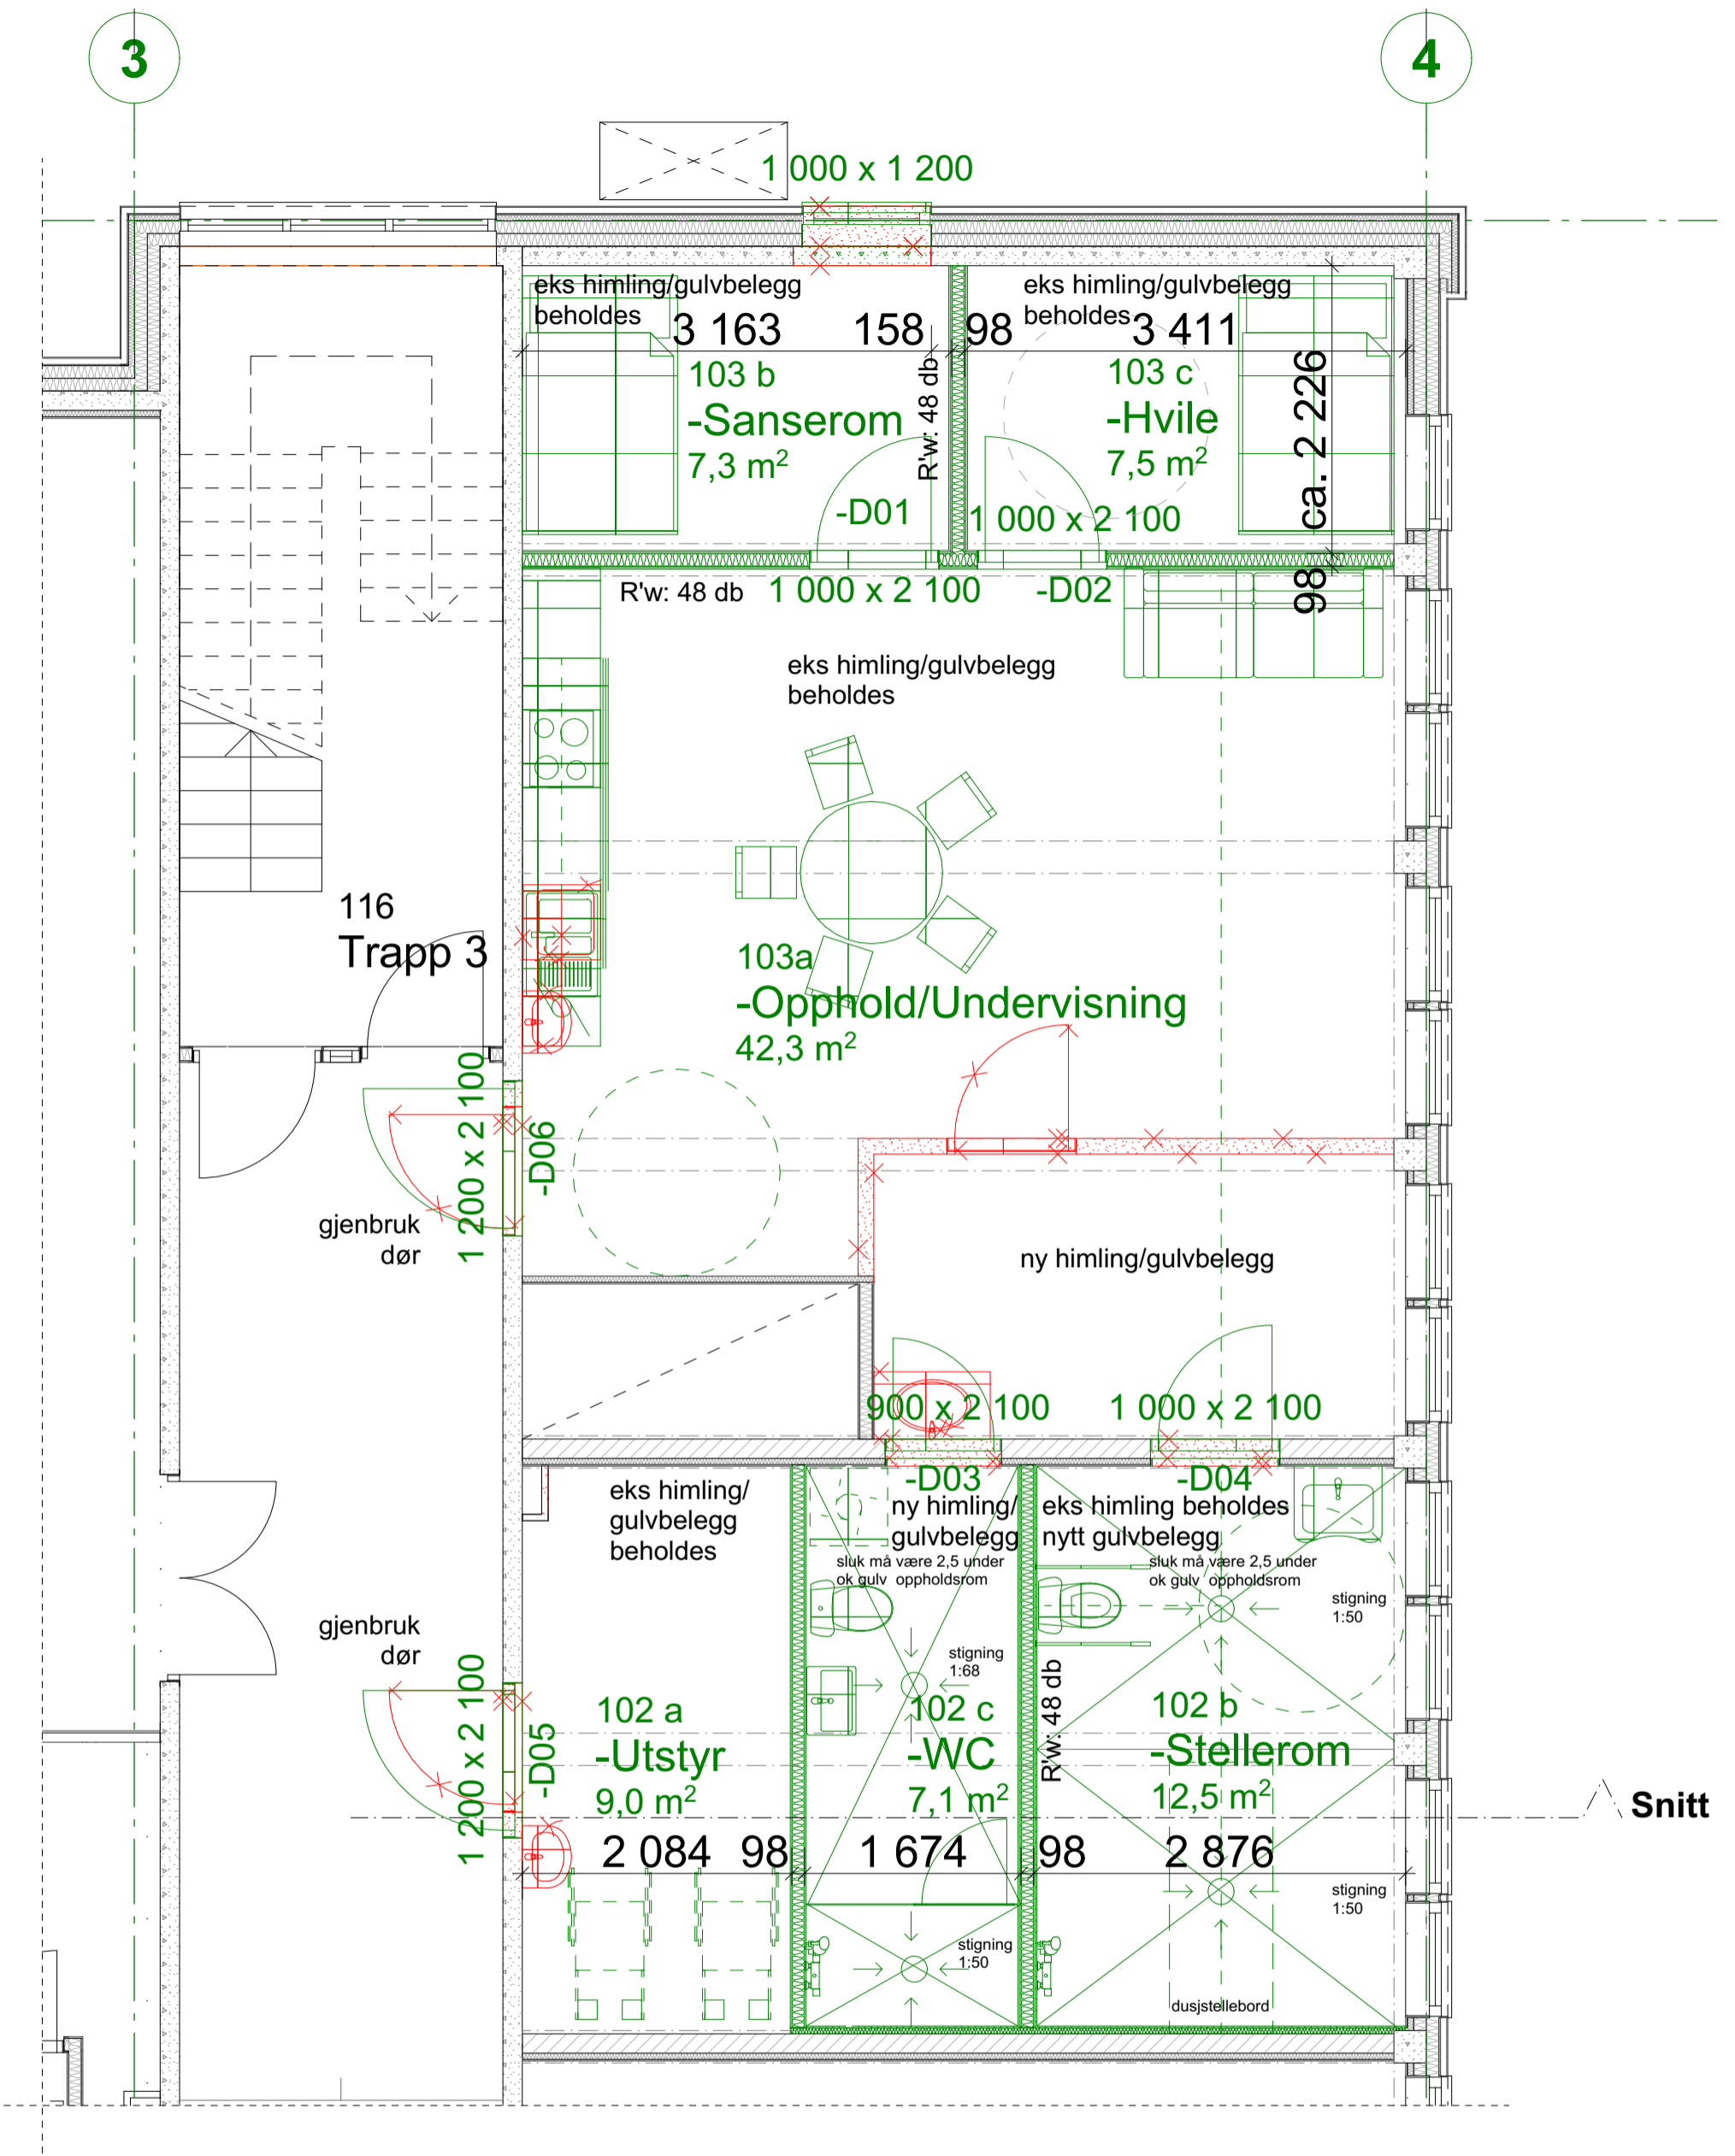 3
4
1 000 x 1 200
eks himling/gulvbelegg
beholdes
eks himling/gulvbelegg
beholdes
3 163
158
98
3 411
103 b
-Sanserom
7,3 m²
R'w: 48 db
103 c
-Hvile
7,5 m²
ca. 2 226
98
-D01
1 000 x 2 100
R'w: 48 db
1 000 x 2 100
-D02
eks himling/gulvbelegg
beholdes
116
Trapp 3
103a
-Opphold/Undervisning
42,3 m²
1 200 x 2 100
-D06
gjenbruk
dør
ny himling/gulvbelegg
900 x 2 100
1 000 x 2 100
-D03
-D04
eks himling/
gulvbelegg
beholdes
ny himling/
gulvbelegg
sluk må være 2,5 under
ok gulv oppholdsrom
eks himling beholdes
nytt gulvbelegg
sluk må være 2,5 under
ok gulv oppholdsrom
stigning
1:50
gjenbruk
dør
1 200 x 2 100
-D05
stigning
1:68
R'w: 48 db
102 a
-Utstyr
9,0 m²
102 c
-WC
7,1 m²
102 b
-Stellerom
12,5 m²
Snitt
2 084
98
1 674
98
2 876
stigning
1:50
stigning
1:50
dusjstellebord